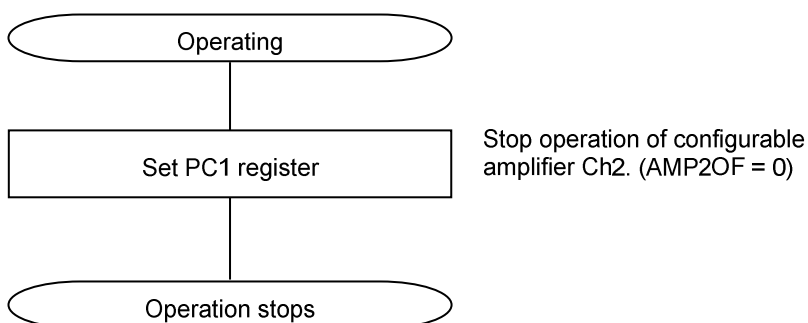 Operating
Set PC1 register
Stop operation of configurable
amplifier Ch2. (AMP2OF = 0)
Operation stops